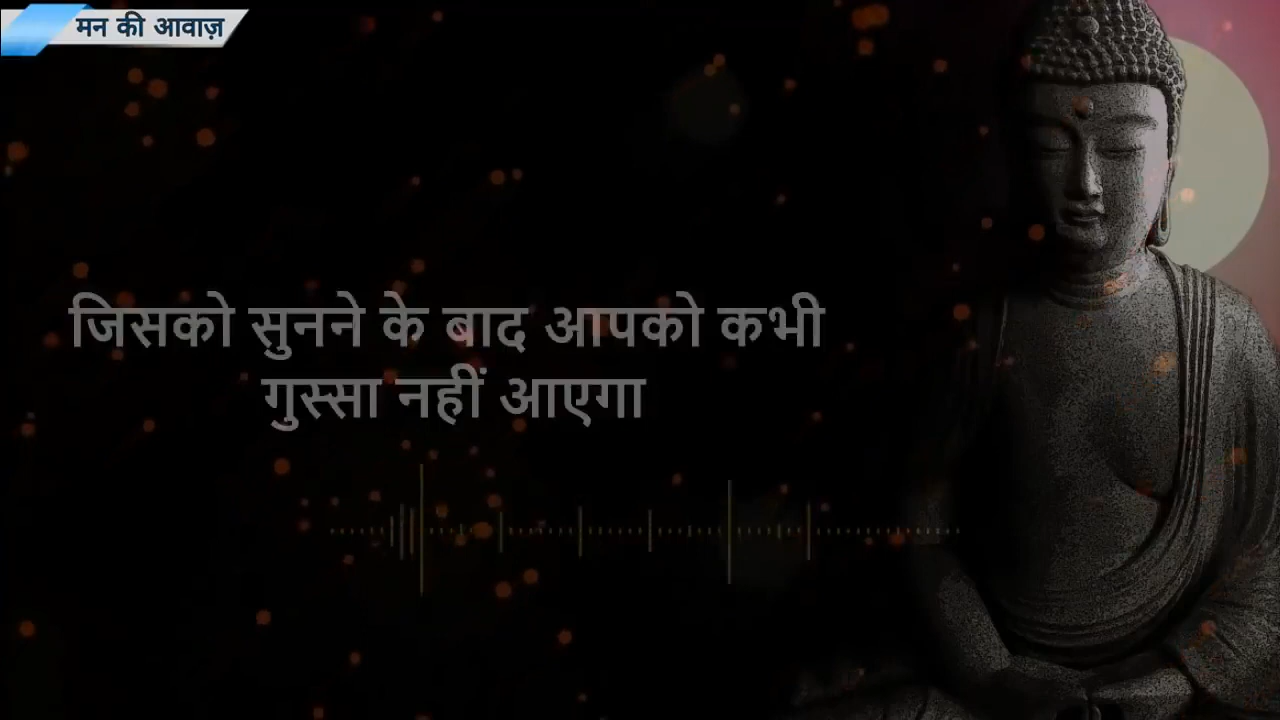 मन की आवाज़
जिसको सुनने के बाद आपको कभी
गुस्सा नहीं आएगा